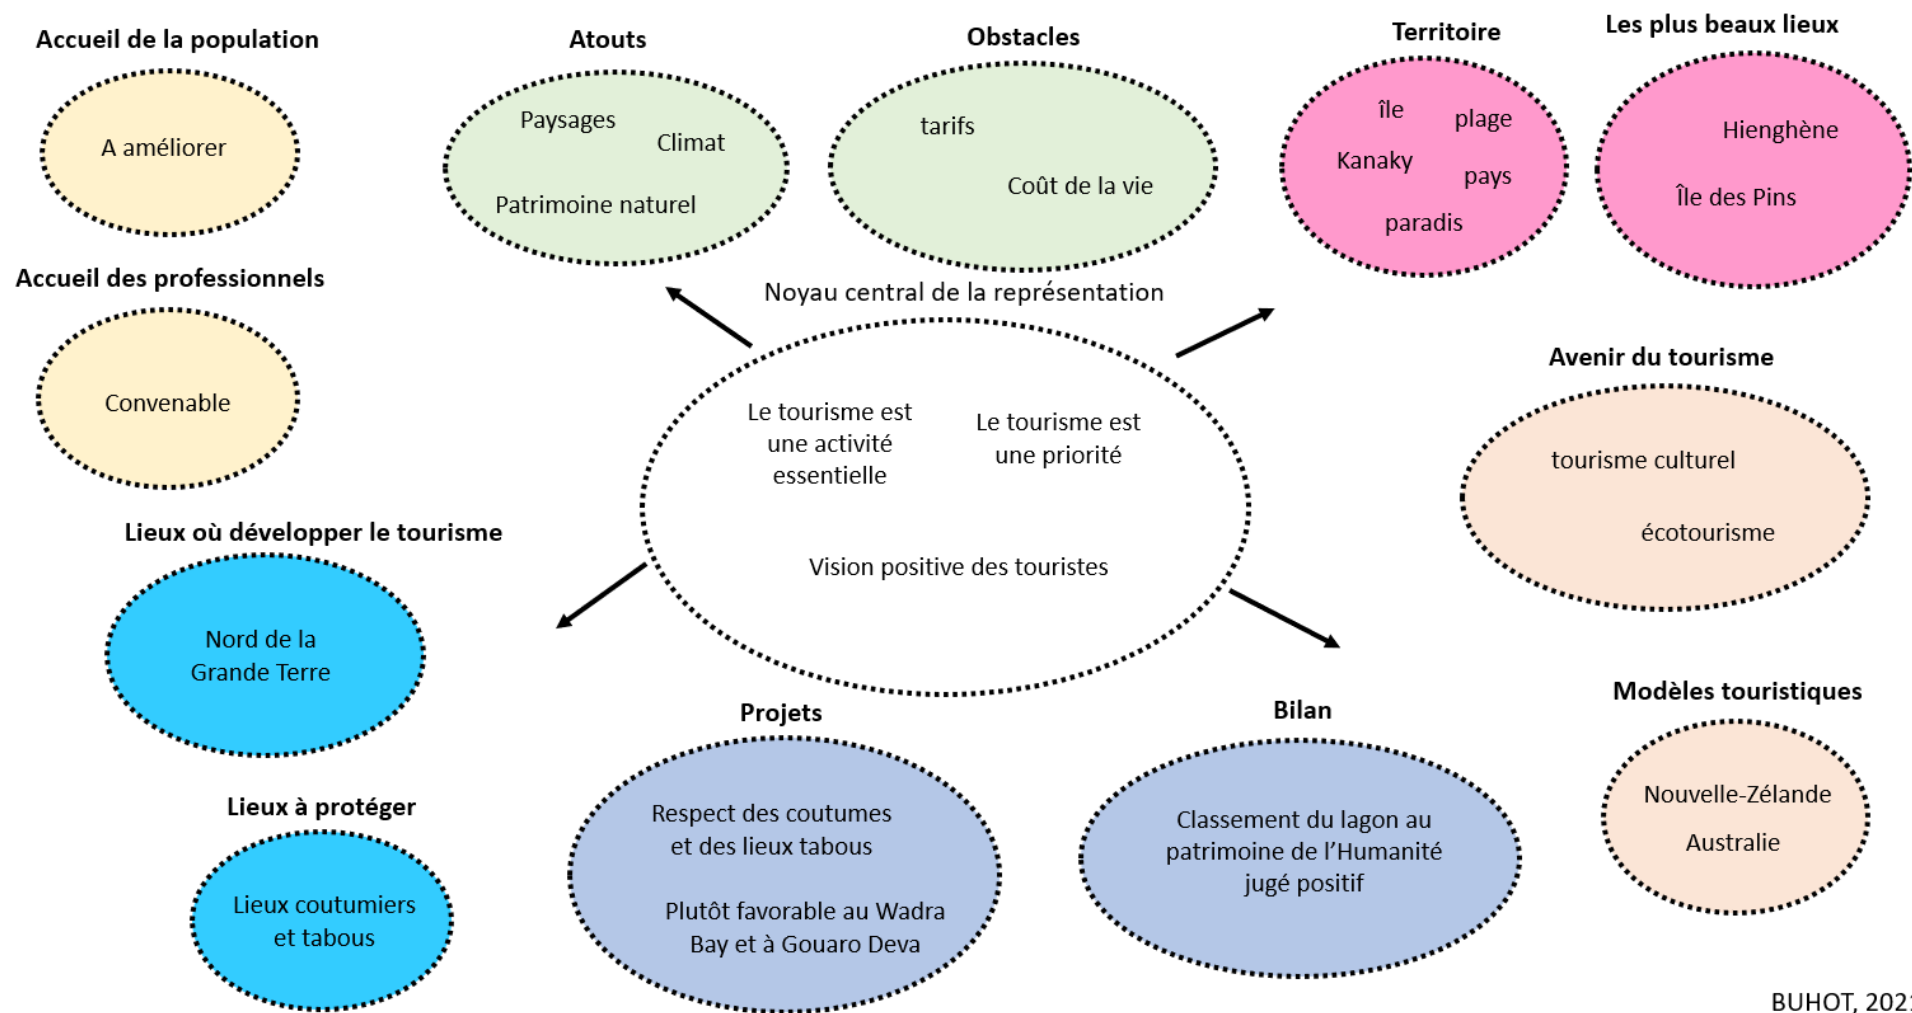 Accueil de la population
A améliorer
Atouts
Paysages
Climat
Patrimoine naturel
Obstacles
tarifs
Coût de la vie
Territoire
île
plage
Kanaky
pays
paradis
Les plus beaux lieux
Hienghène
Île des Pins
Accueil des professionnels
Convenable
Noyau central de la représentation
Le tourisme est
une activité
essentielle
Le tourisme est
une priorité
Vision positive des touristes
Avenir du tourisme
tourisme culturel
écotourisme
Lieux où développer le tourisme
Nord de la
Grande Terre
Lieux à protéger
Lieux coutumiers
et tabous
Projets
Respect des coutumes
et des lieux tabous
Plutôt favorable au Wadra
Bay et à Gouaro Deva
Bilan
Classement du lagon au
patrimoine de l’Humanité
jugé positif
Modèles touristiques
Nouvelle-Zélande
Australie
BUHOT,